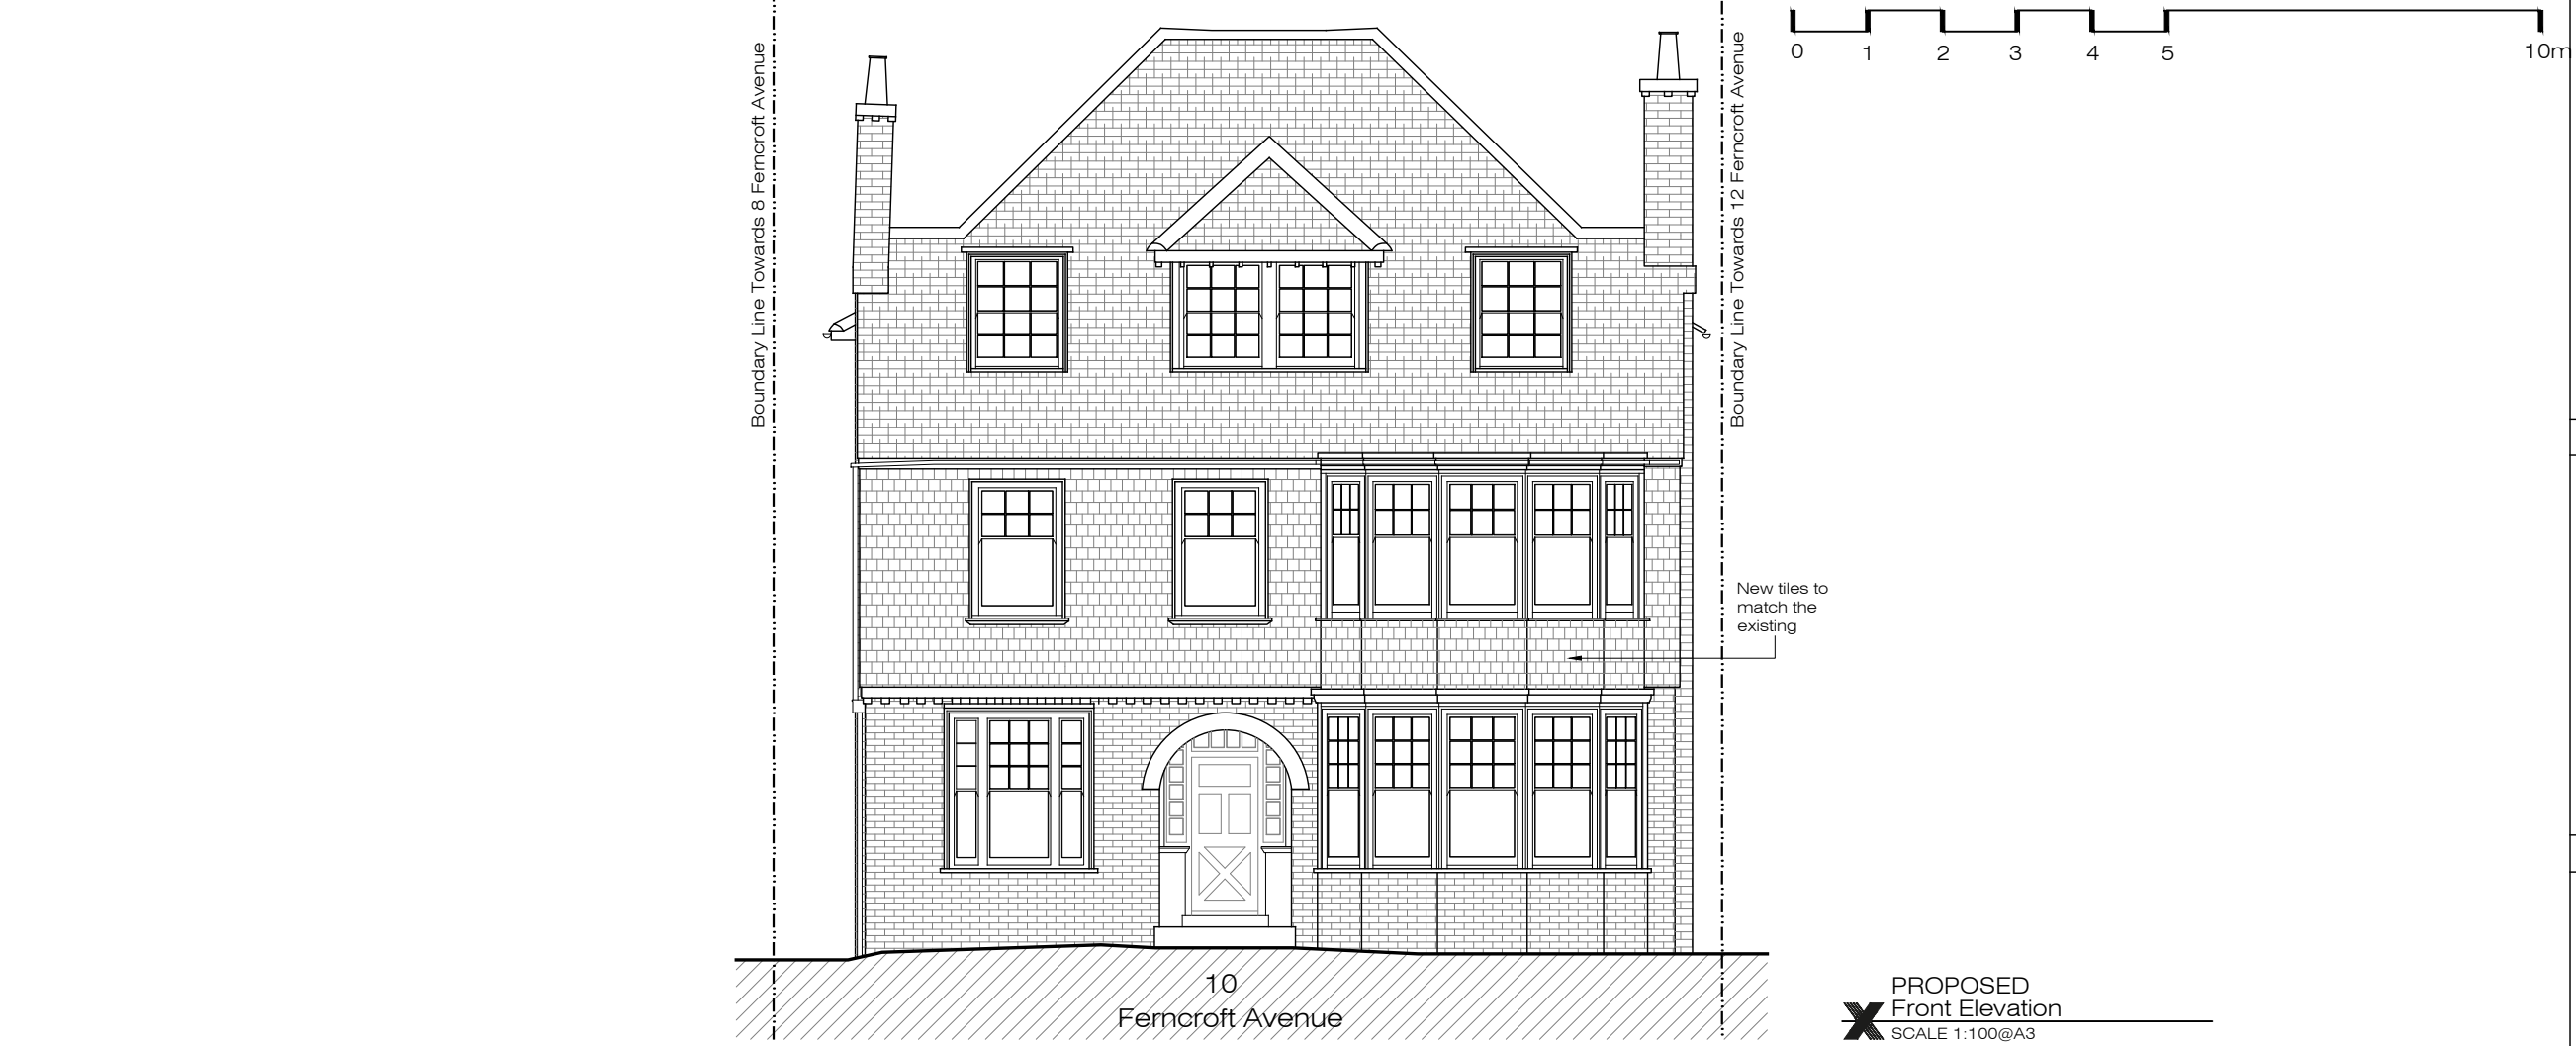 0 1 2 3 4 5 10m
Boundary Line Towards 8 Ferncroft Avenue
Boundary Line Towards 12 Ferncroft Avenue
New tiles to
match the
existing
10
Ferncroft Avenue
PROPOSED
Front Elevation
SCALE 1:100@A3